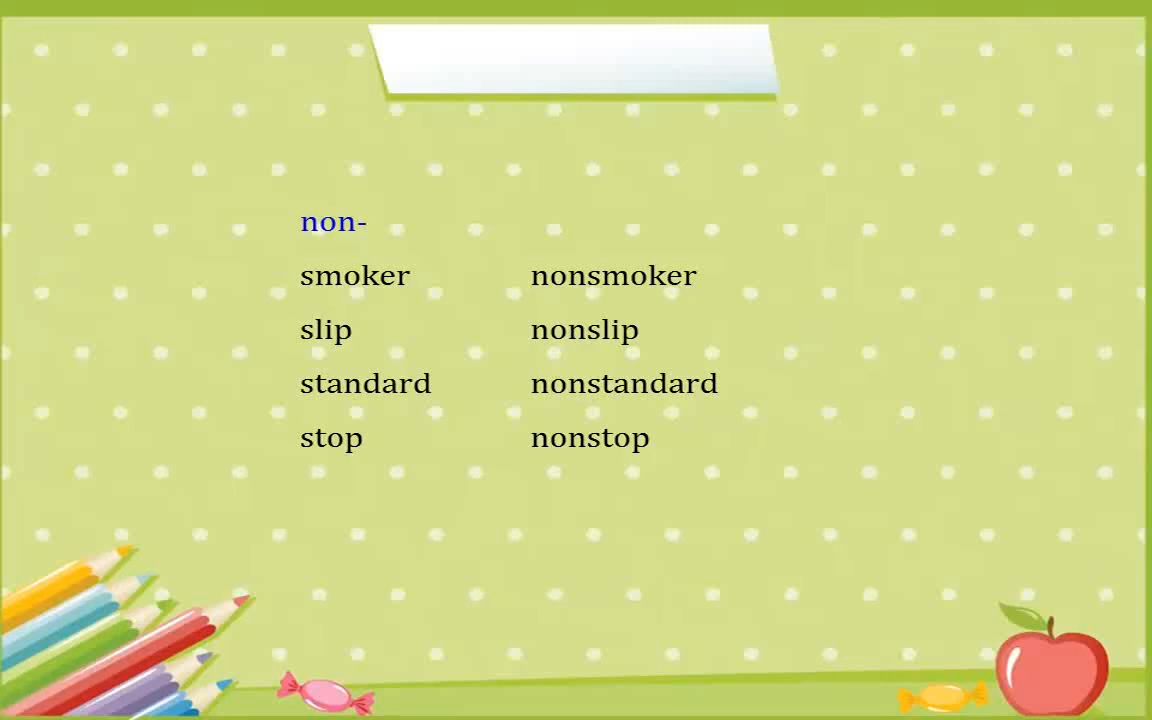 non-
smoker nonsmoker
slip nonslip
standard nonstandard
stop nonstop